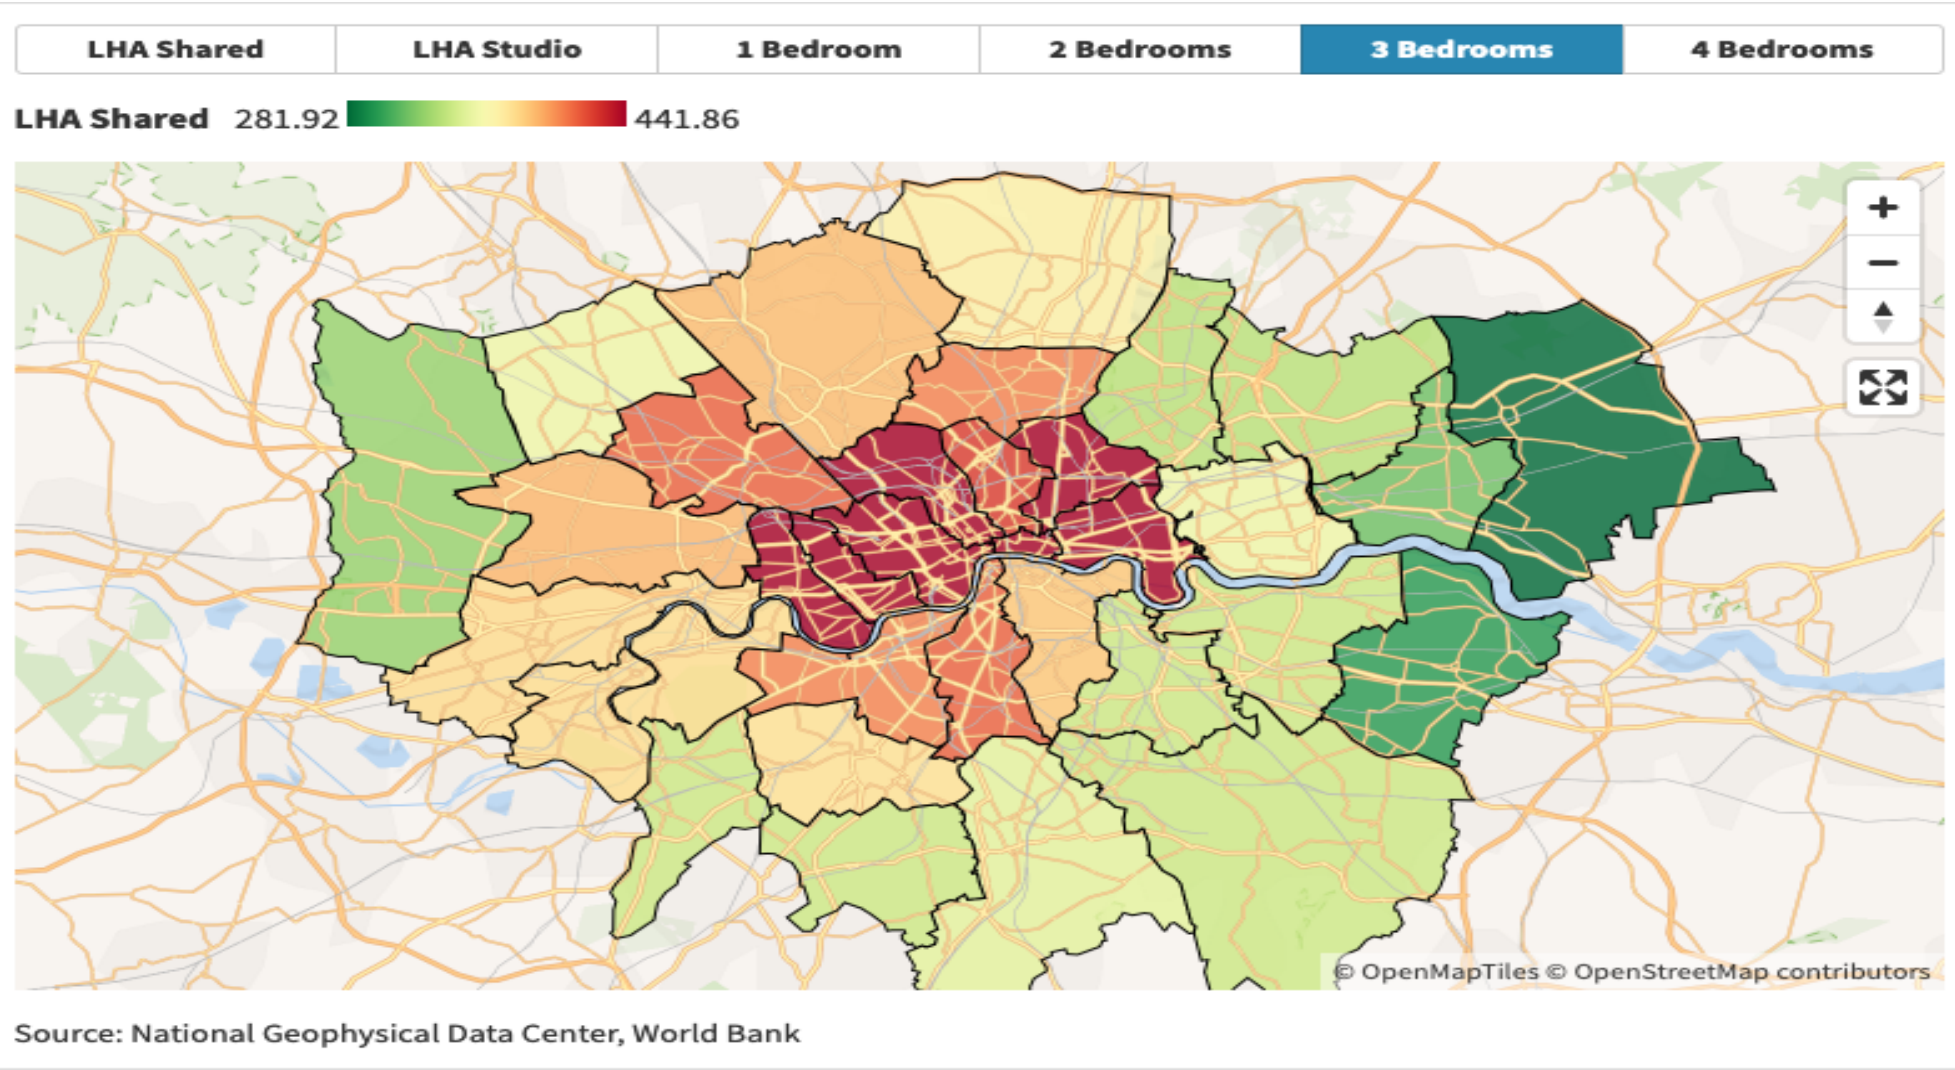 LHA Shared LHA Studio 1 Bedroom 2 Bedrooms 3 Bedrooms 4 Bedrooms
LHA Shared 281.92 441.86
+
−
© OpenMapTiles © OpenStreetMap contributors
Source: National Geophysical Data Center, World Bank